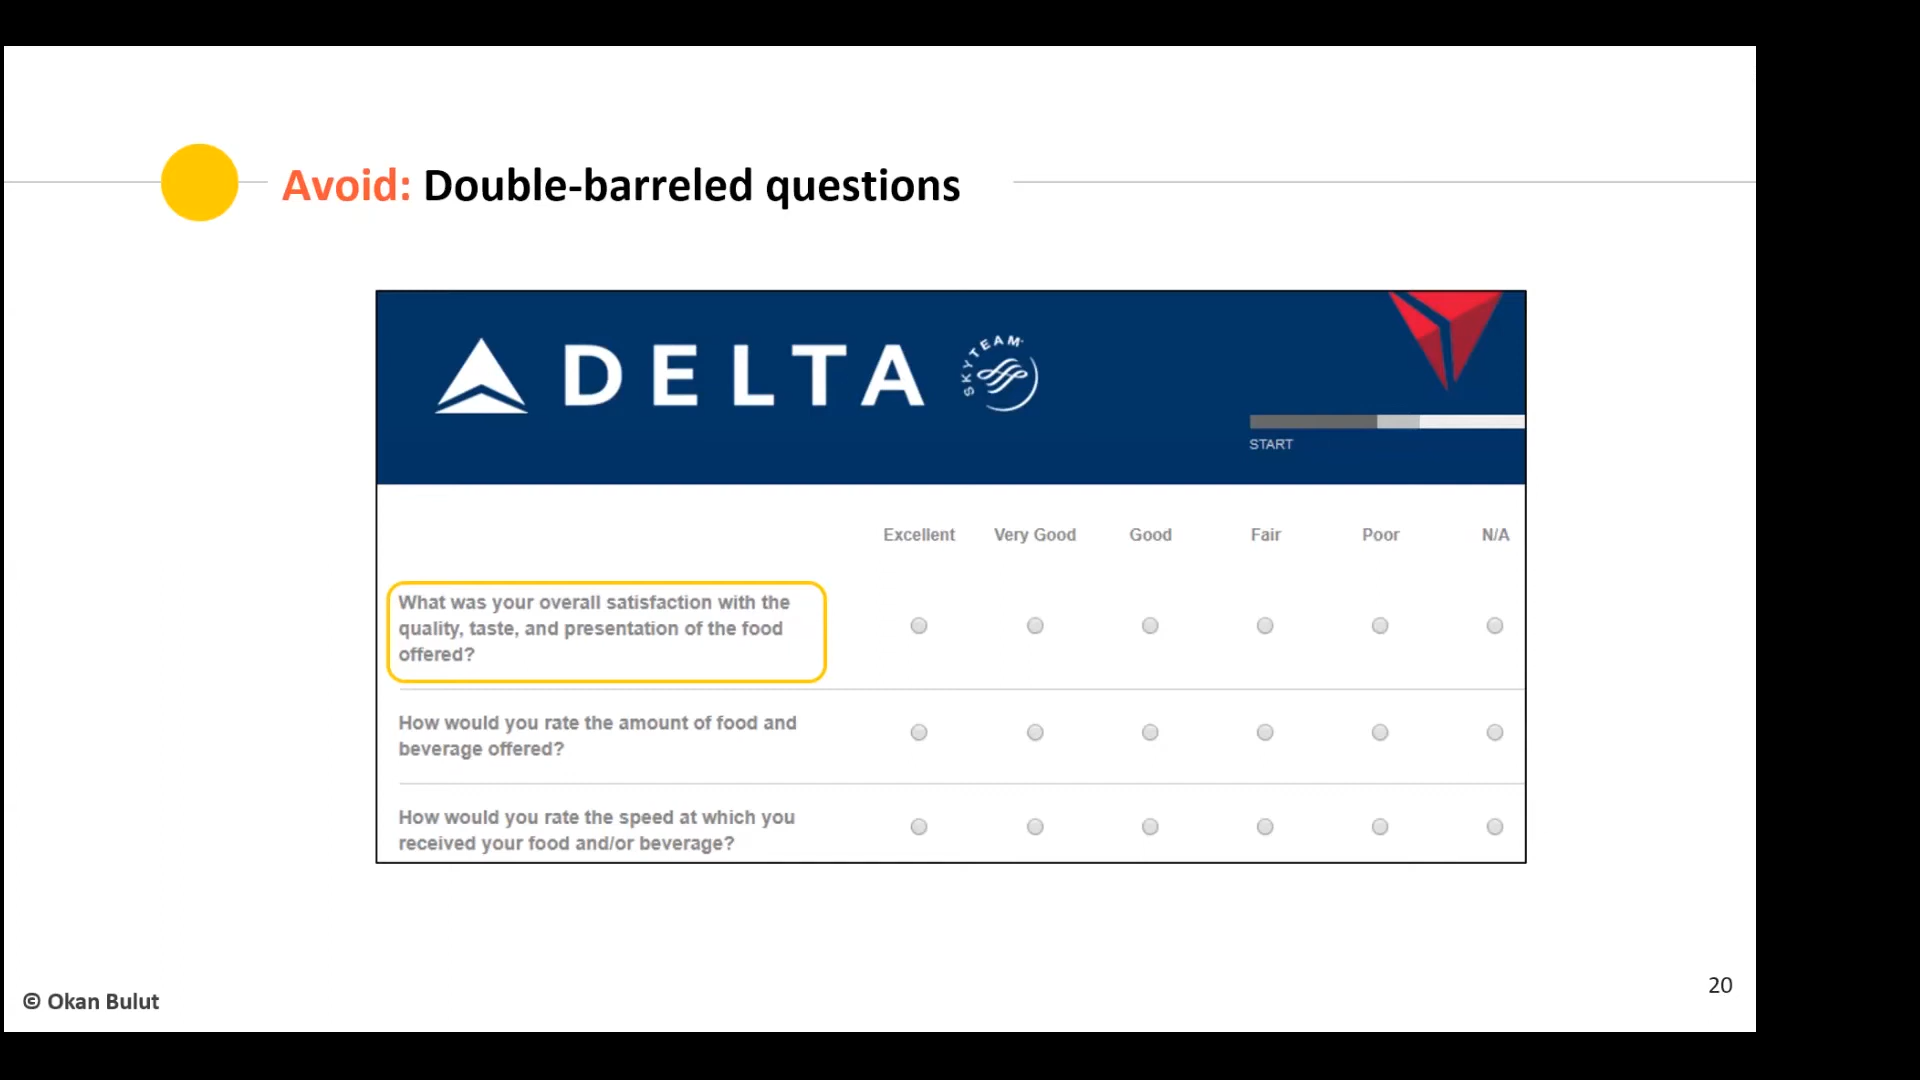 Avoid: Double-barreled questions
DELTA
SKYTEAM
START
Excellent Very Good Good Fair Poor N/A
What was your overall satisfaction with the
quality, taste, and presentation of the food
offered?
How would you rate the amount of food and
beverage offered?
How would you rate the speed at which you
received your food and/or beverage?
© Okan Bulut
20